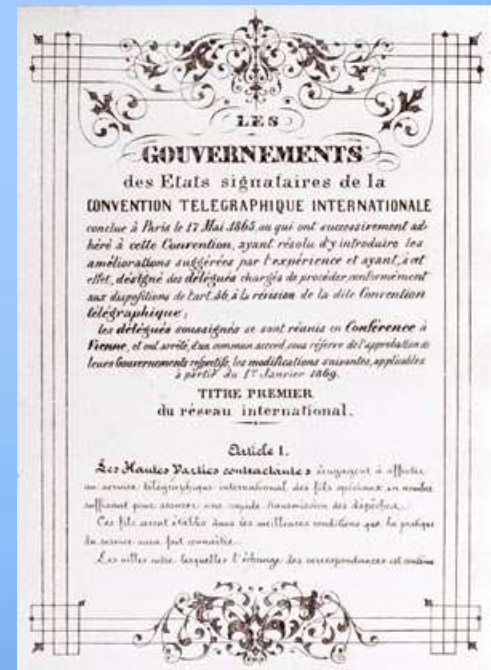 LES
GOUVERNEMENTS
des Etats signataires de la
CONVENTION TELEGRAPHIQUE INTERNATIONALE
conclue à Paris le 17 Mai 1865, ou qui ont successivement ad-
héré à cette Convention, ayant résolu d'y introduire les
améliorations suggérées par l'expérience et ayant, à cet
effet, désigné des délégués chargés de procéder, conformément
aux dispositions de l'art. 56, à la révision de la dite Convention
télégraphique;
les délégués soussignés se sont réunis en Conférence à
Vienne, et ont arrêté, d'un commun accord, sous réserve de l'approbation de
leurs Gouvernements respectifs, les modifications suivantes, applicables
à partir du 1er Janvier 1869.
TITRE PREMIER
du réseau international.
Article 1.
Les Hautes Parties contractantes s'engagent à affecter
au service télégraphique international des fils spéciaux en nombre
suffisant pour assurer une rapide transmission des dépêches.
Ces fils seront établis dans les meilleures conditions que la pratique
du service aura fait connaître.
Les villes entre lesquelles l'échange des correspondances est continu